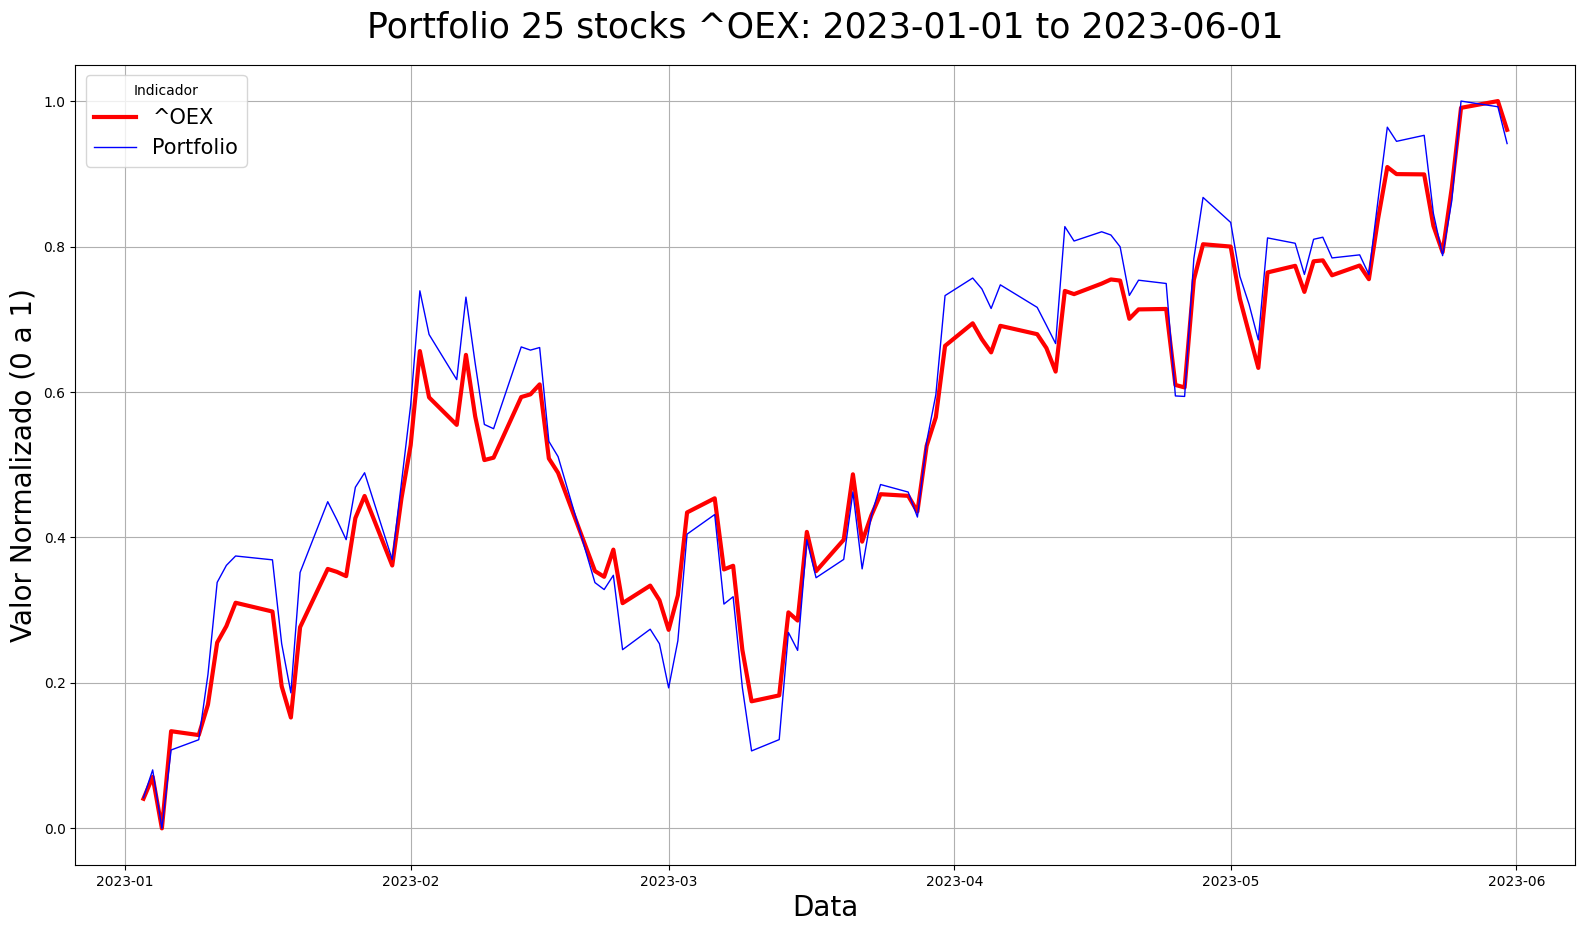 Portfolio 25 stocks ^OEX: 2023-01-01 to 2023-06-01
Indicador
^OEX
Portfolio
Valor Normalizado (0 a 1)
1.0
0.8
0.6
0.4
0.2
0.0
2023-01 2023-02 2023-03 2023-04 2023-05 2023-06
Data